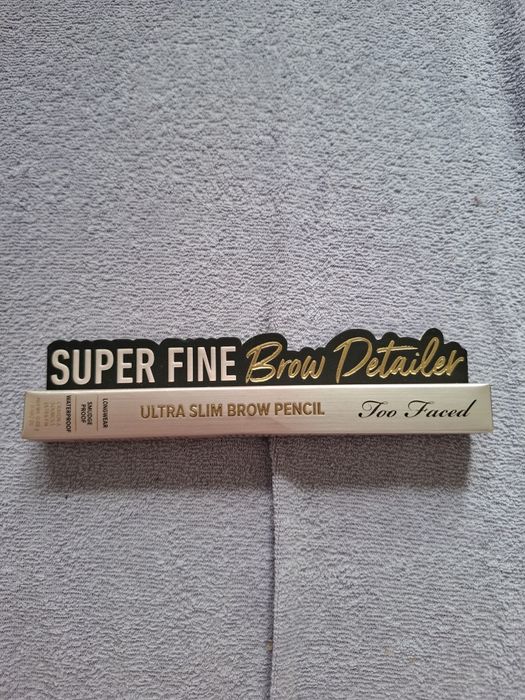 SUPER FINE Brow Detailer
ULTRA SLIM BROW PENCIL
Too Faced
LONGWEAR
SMUDGE
PROOF
WATERPROOF